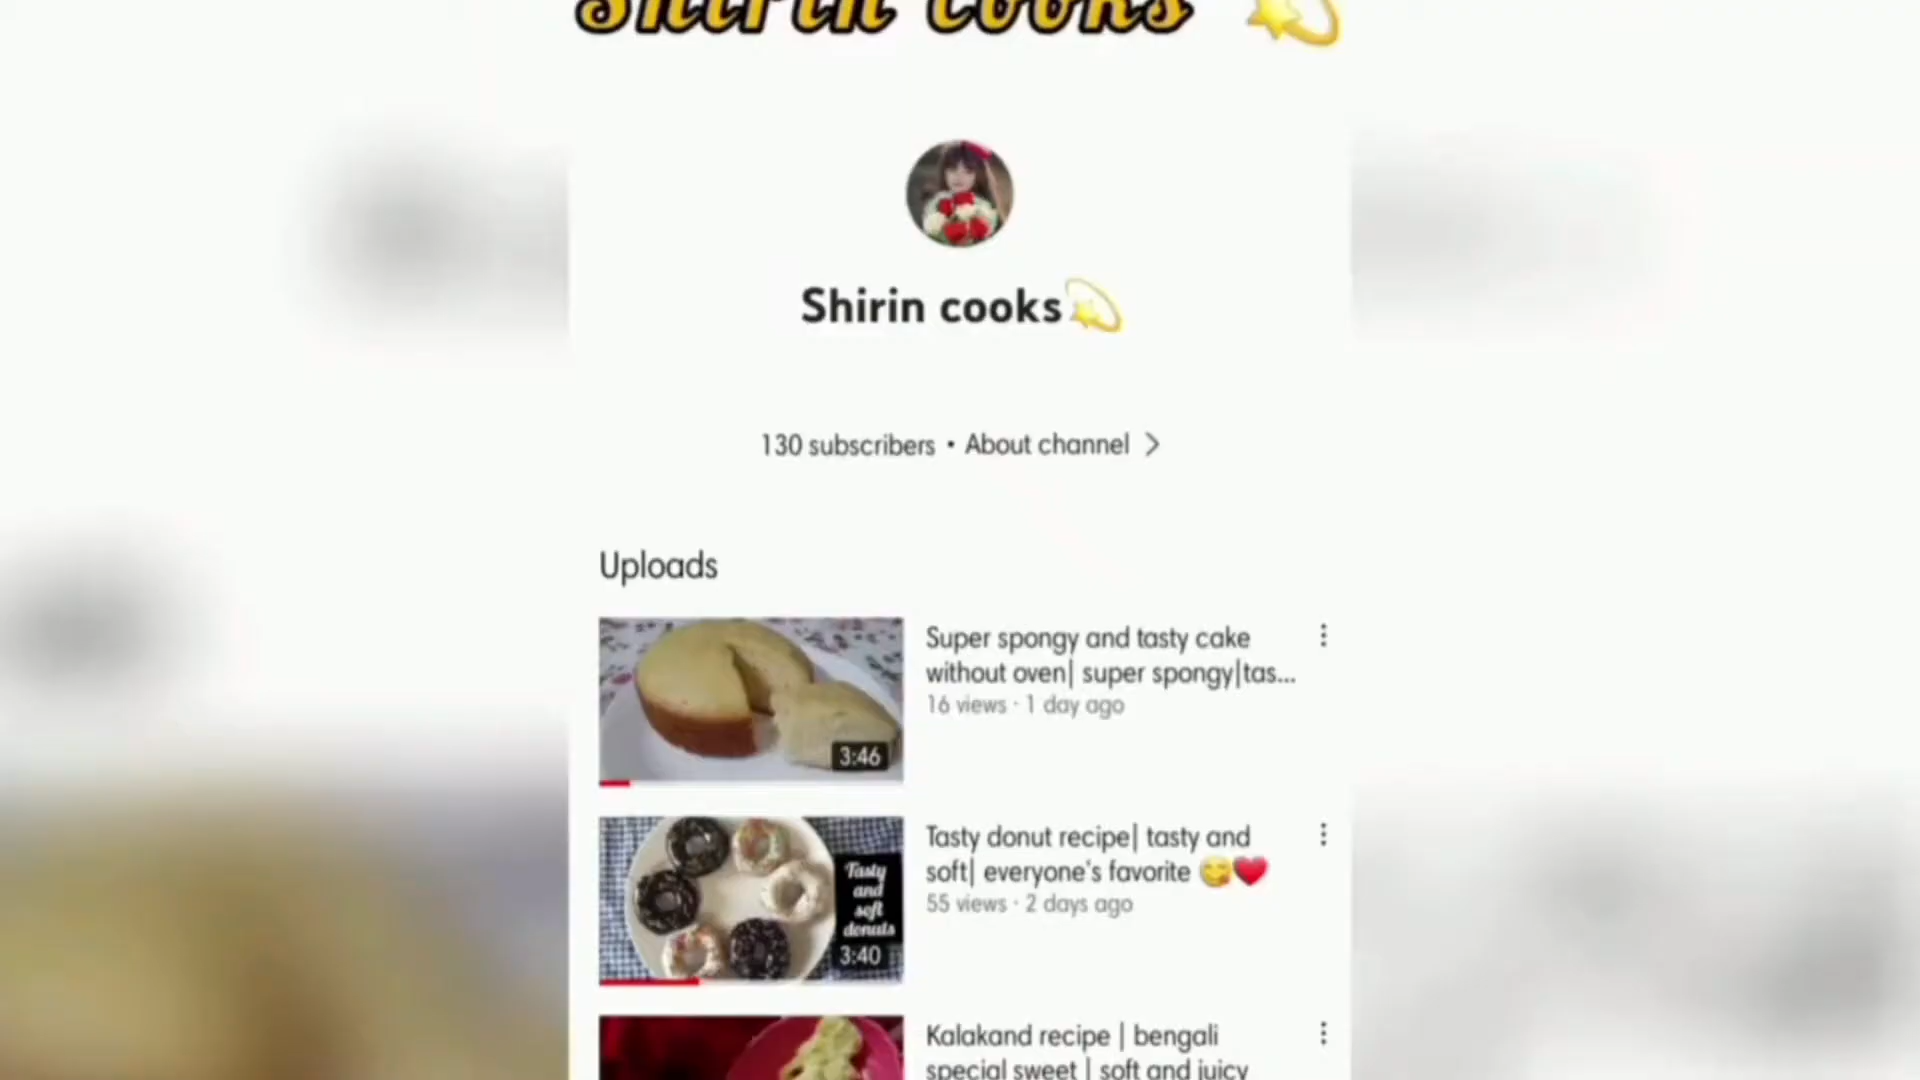 Shirin cooks 💫
Shirin cooks💫
130 subscribers • About channel >
Uploads
3:46
Super spongy and tasty cake
without oven| super spongy|tas...
16 views · 1 day ago
Tasty
and
soft
donuts
3:40
Tasty donut recipe| tasty and
soft| everyone's favorite 😋❤️
55 views · 2 days ago
Kalakand recipe | bengali
special sweet | soft and juicy